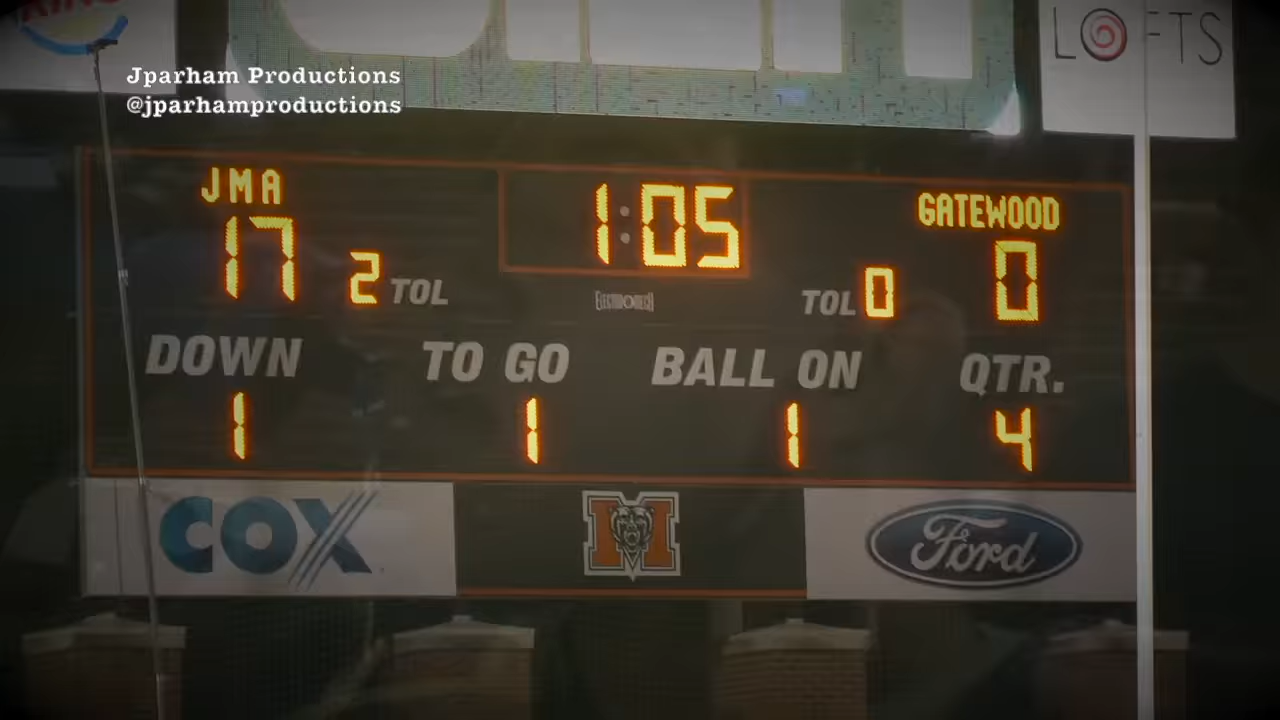 KING
LOFTS
Jparham Productions
@jparhamproductions
JMA
1:05
GATEWOOD
17
2 TOL
TOL 0
0
DOWN
TO GO
BALL ON
QTR.
1
1
1
4
COX
M
Ford